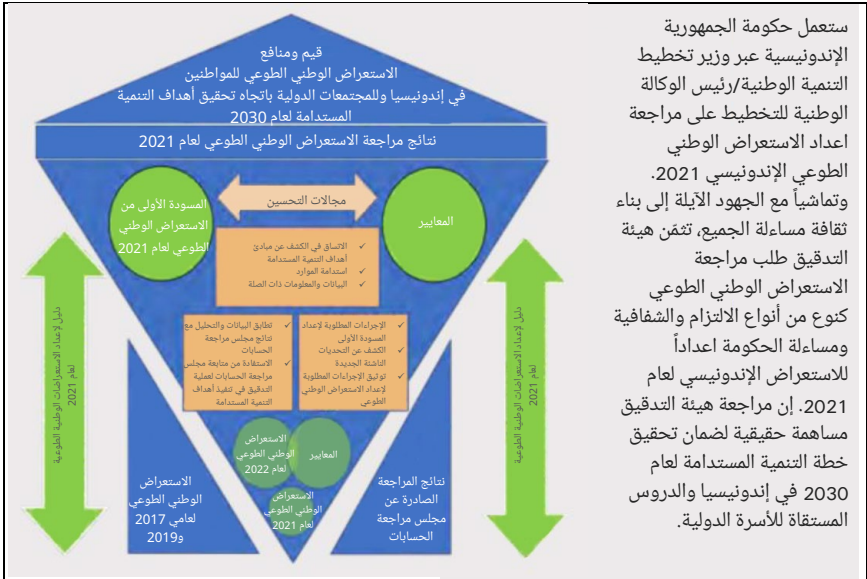 ستعمل حكومة الجمهورية
الإندونيسية عبر وزير تخطيط
التنمية الوطنية/رئيس الوكالة
الوطنية للتخطيط على مراجعة
اعداد الاستعراض الوطني
الطوعي الإندونيسي 2021.
وتماشياً مع الجهود الآيلة إلى بناء
ثقافة مساءلة الجميع، تثمّن هيئة
التدقيق طلب مراجعة
الاستعراض الوطني الطوعي
كنوع من أنواع الالتزام والشفافية
ومساءلة الحكومة اعداداً
للاستعراض الإندونيسي لعام
2021. إن مراجعة هيئة التدقيق
مساهمة حقيقية لضمان تحقيق
خطة التنمية المستدامة لعام
2030 في إندونيسيا والدروس
المستقاة للأسرة الدولية.
قيم ومنافع
الاستعراض الوطني الطوعي للمواطنين
في إندونيسيا وللمجتمعات الدولية باتجاه تحقيق أهداف التنمية
المستدامة لعام 2030
نتائج مراجعة الاستعراض الوطني الطوعي لعام 2021
المعايير
مجالات التحسين
المسودة الأولى من
الاستعراض الوطني
الطوعي لعام 2021
✓ الاتساق في الكشف عن مبادئ
أهداف التنمية المستدامة
✓ استدامة الموارد
✓ البيانات والمعلومات ذات الصلة
✓ الإجراءات المطلوبة لإعداد
المسودة الأولى
✓ الكشف عن التحديات
الناشئة الجديدة
✓ توثيق الإجراءات المطلوبة
لإعداد الاستعراض الوطني
الطوعي
✓ تطابق البيانات والتحليل مع
نتائج مجلس مراجعة
الحسابات
✓ الاستفادة من متابعة مجلس
مراجعة الحسابات لعملية
التدقيق في تنفيذ أهداف
التنمية المستدامة
دليل لإعداد الاستعراضات الوطنية الطوعية
لعام 2021
دليل لإعداد الاستعراضات الوطنية الطوعية
لعام 2021
المعايير
الاستعراض
الوطني الطوعي
لعام 2022
الاستعراض
الوطني الطوعي
لعام 2021
نتائج المراجعة
الصادرة عن
مجلس مراجعة
الحسابات
الاستعراض
الوطني الطوعي
لعامي 2017
و2019